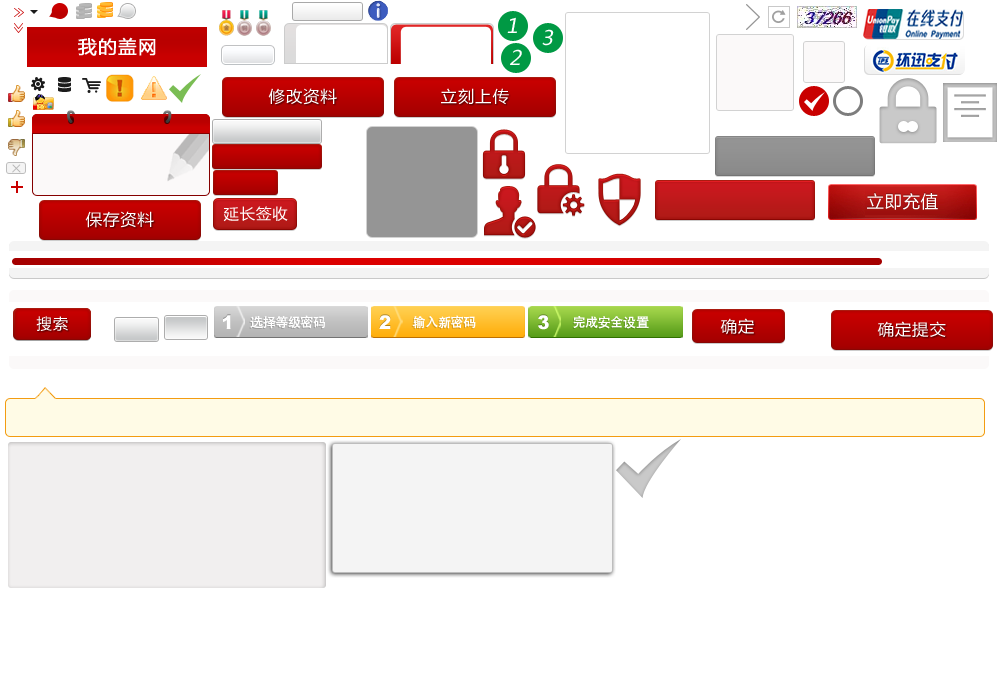 1
2
3
37266
UnionPay
银联
在线支付
Online Payment
我的盖网
环迅支付
修改资料
立刻上传
保存资料
延长签收
立即充值
搜索
1 选择等级密码
2 输入新密码
3 完成安全设置
确定
确定提交